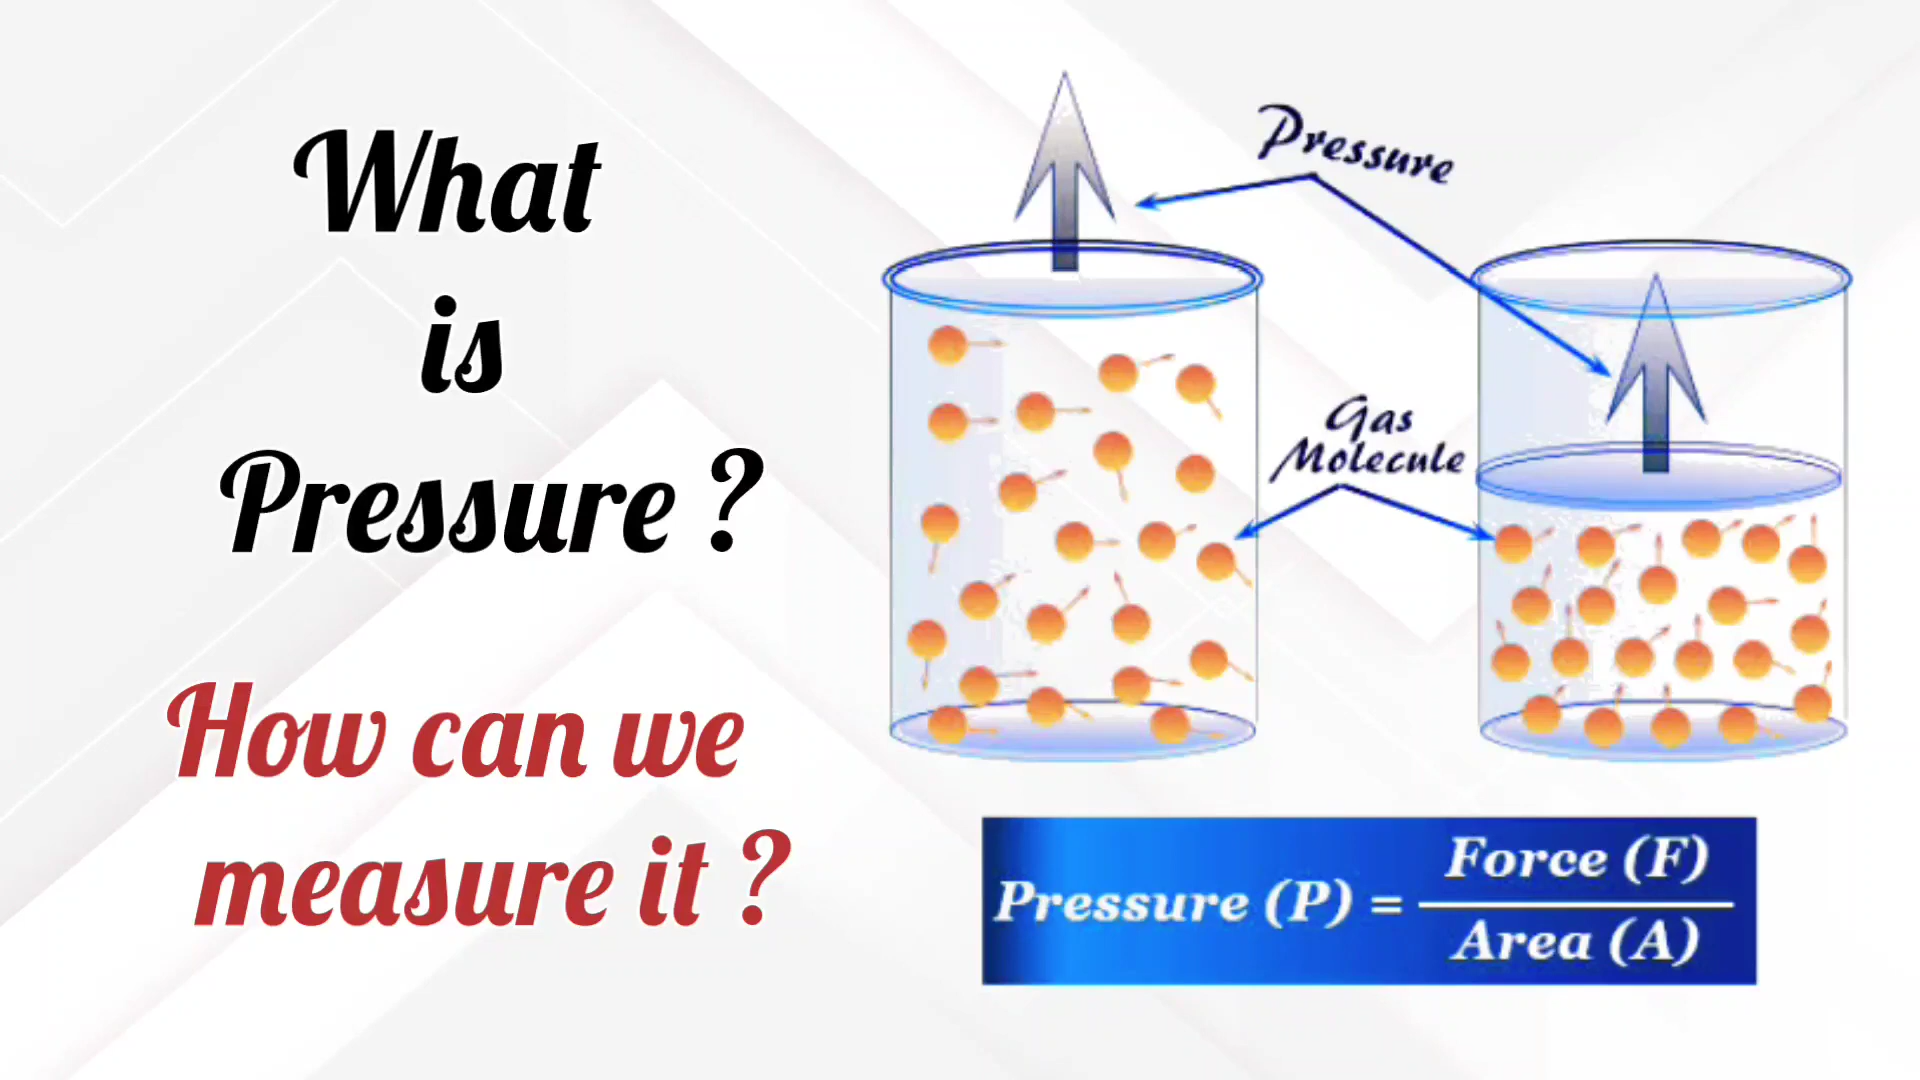 What
is
Pressure ?
How can we
measure it ?
Pressure
Gas
Molecule
Pressure (P) = Force (F)
Area (A)